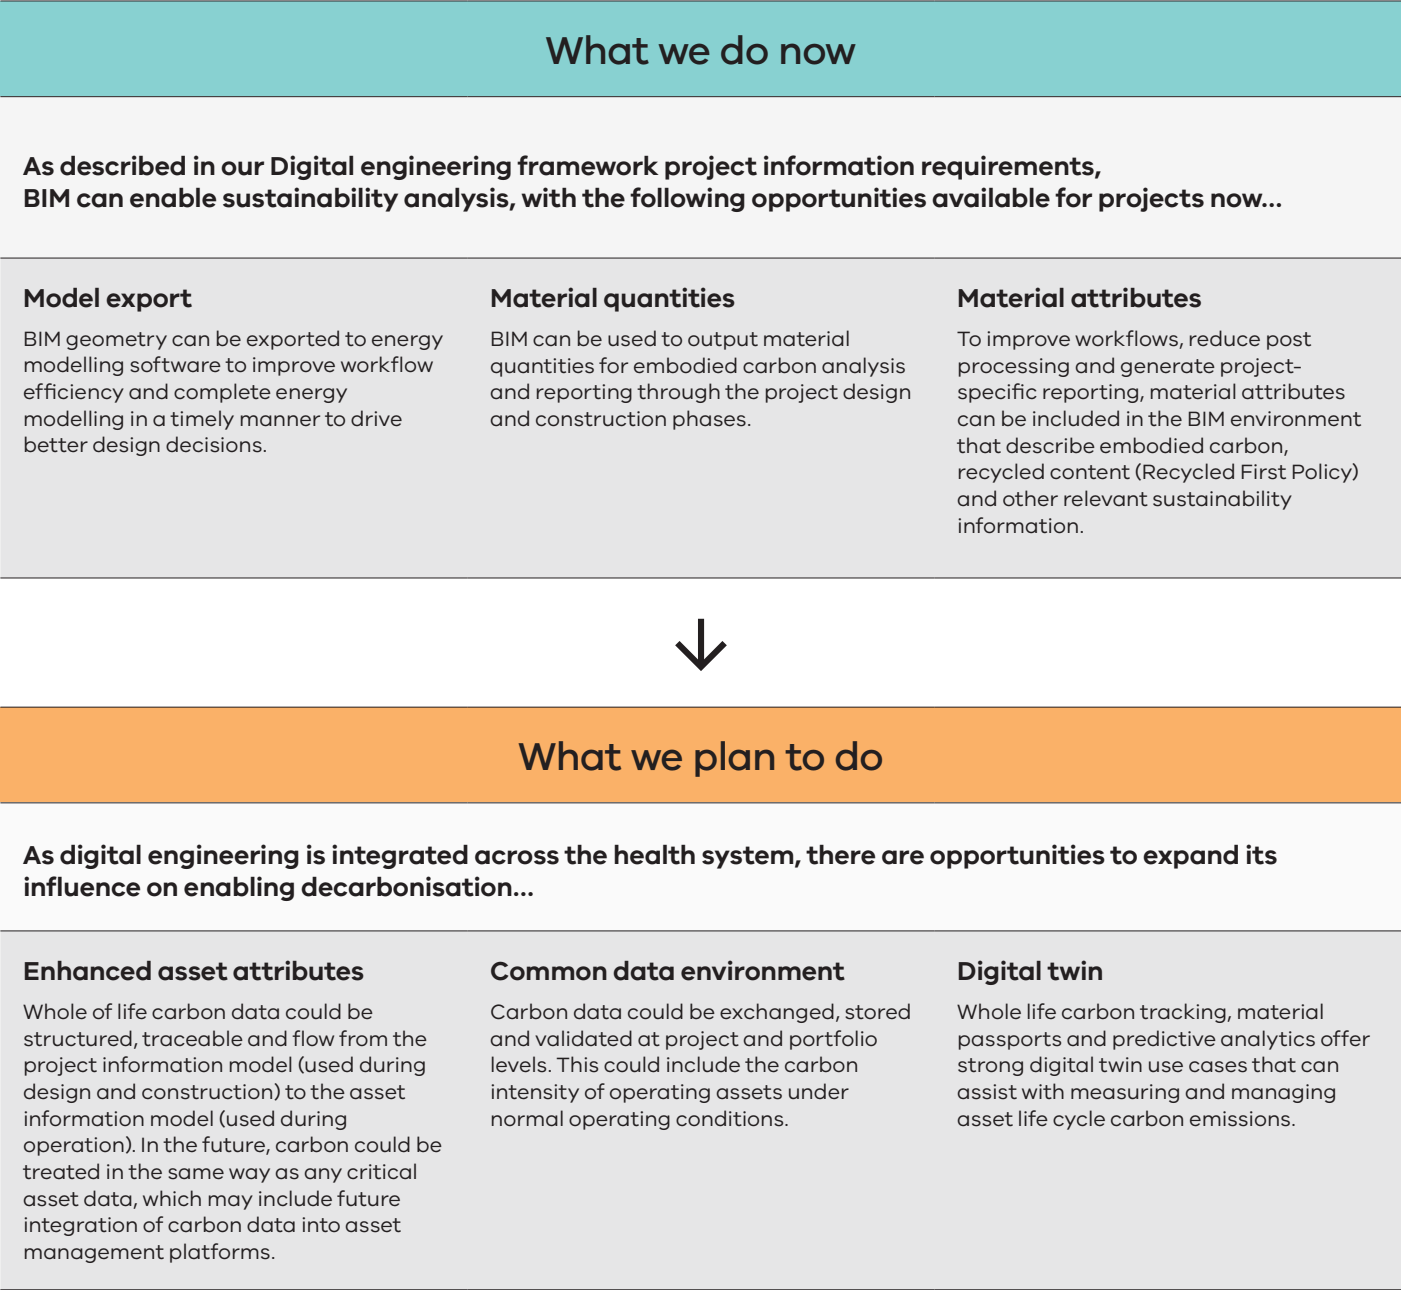 What we do now
As described in our Digital engineering framework project information requirements,
BIM can enable sustainability analysis, with the following opportunities available for projects now...
Model export
BIM geometry can be exported to energy
modelling software to improve workflow
efficiency and complete energy
modelling in a timely manner to drive
better design decisions.
Material quantities
BIM can be used to output material
quantities for embodied carbon analysis
and reporting through the project design
and construction phases.
Material attributes
To improve workflows, reduce post
processing and generate project-
specific reporting, material attributes
can be included in the BIM environment
that describe embodied carbon,
recycled content (Recycled First Policy)
and other relevant sustainability
information.
What we plan to do
As digital engineering is integrated across the health system, there are opportunities to expand its
influence on enabling decarbonisation...
Enhanced asset attributes
Whole of life carbon data could be
structured, traceable and flow from the
project information model (used during
design and construction) to the asset
information model (used during
operation). In the future, carbon could be
treated in the same way as any critical
asset data, which may include future
integration of carbon data into asset
management platforms.
Common data environment
Carbon data could be exchanged, stored
and validated at project and portfolio
levels. This could include the carbon
intensity of operating assets under
normal operating conditions.
Digital twin
Whole life carbon tracking, material
passports and predictive analytics offer
strong digital twin use cases that can
assist with measuring and managing
asset life cycle carbon emissions.